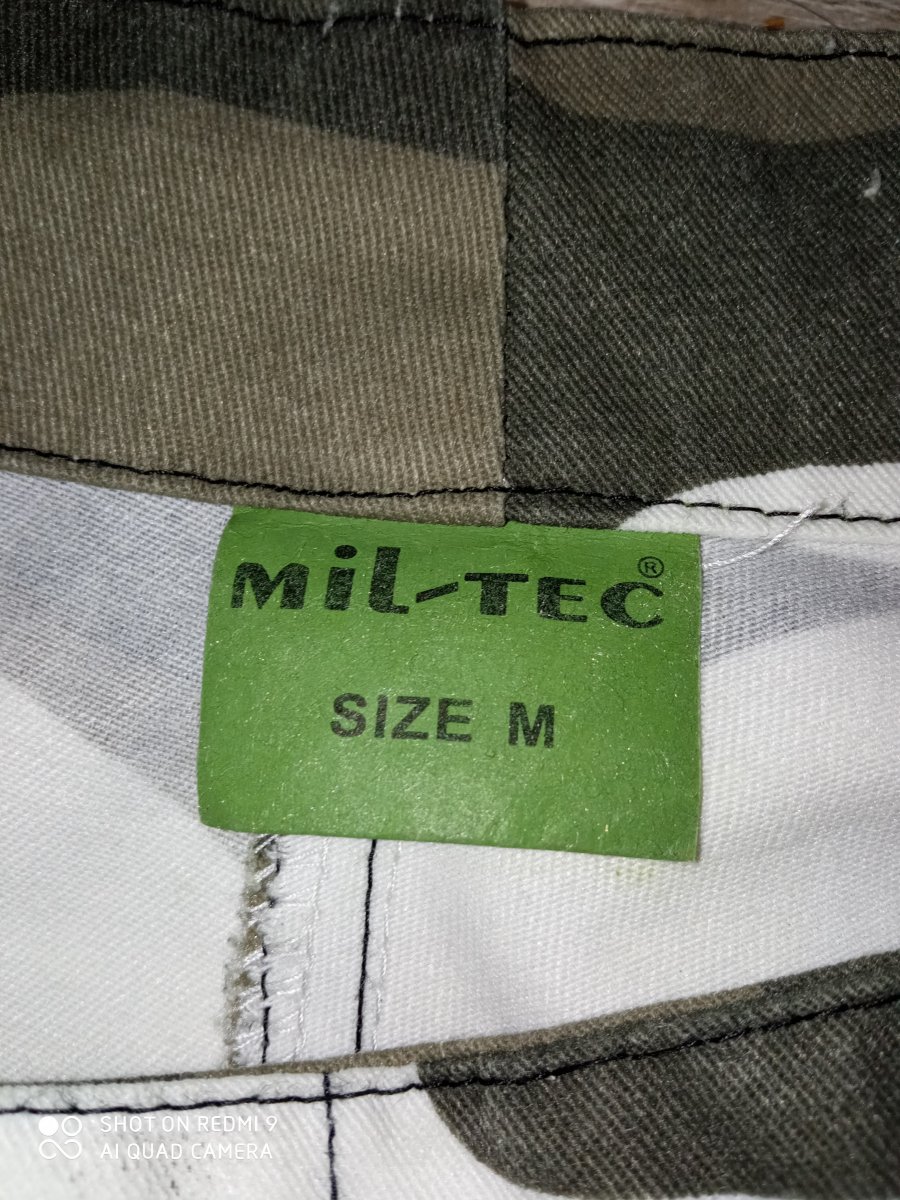 MiL-TEC®
SIZE M
SHOT ON REDMI 9
AI QUAD CAMERA